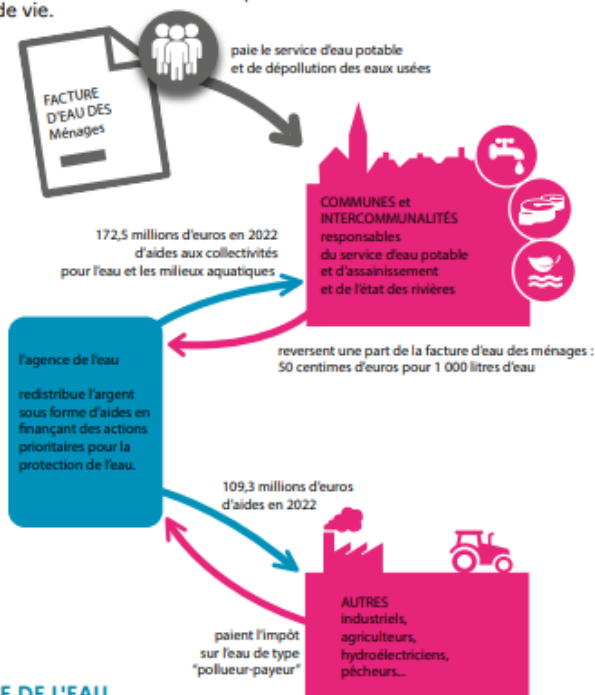 de vie.
paie le service d'eau potable
et de dépollution des eaux usées
FACTURE
D'EAU DES
Ménages
COMMUNES et
INTERCOMMUNALITÉS
responsables
du service d'eau potable
et d'assainissement
et de l'état des rivières
172,5 millions d'euros en 2022
d'aides aux collectivités
pour l'eau et les milieux aquatiques
reversent une part de la facture d'eau des ménages :
50 centimes d'euros pour 1 000 litres d'eau
l'agence de l'eau
redistribue l'argent
sous forme d'aides en
finançant des actions
prioritaires pour la
protection de l'eau.
109,3 millions d'euros
d'aides en 2022
AUTRES
industriels,
agriculteurs,
hydroélectriciens,
pêcheurs...
paient l'impôt
sur l'eau de type
"pollueur-payeur"
E DE L'EAU